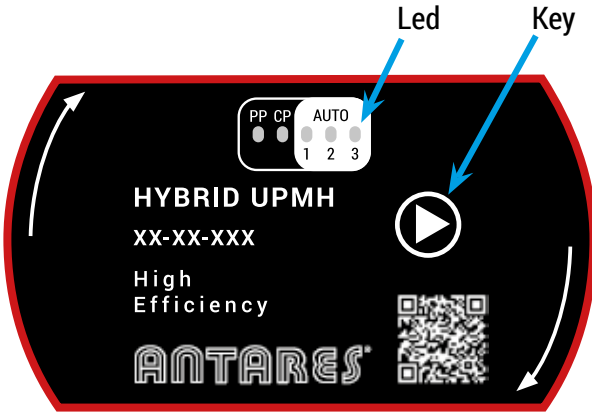 Led Key
PP CP AUTO
1 2 3
HYBRID UPMH
XX-XX-XXX
High
Efficiency
ANTARES